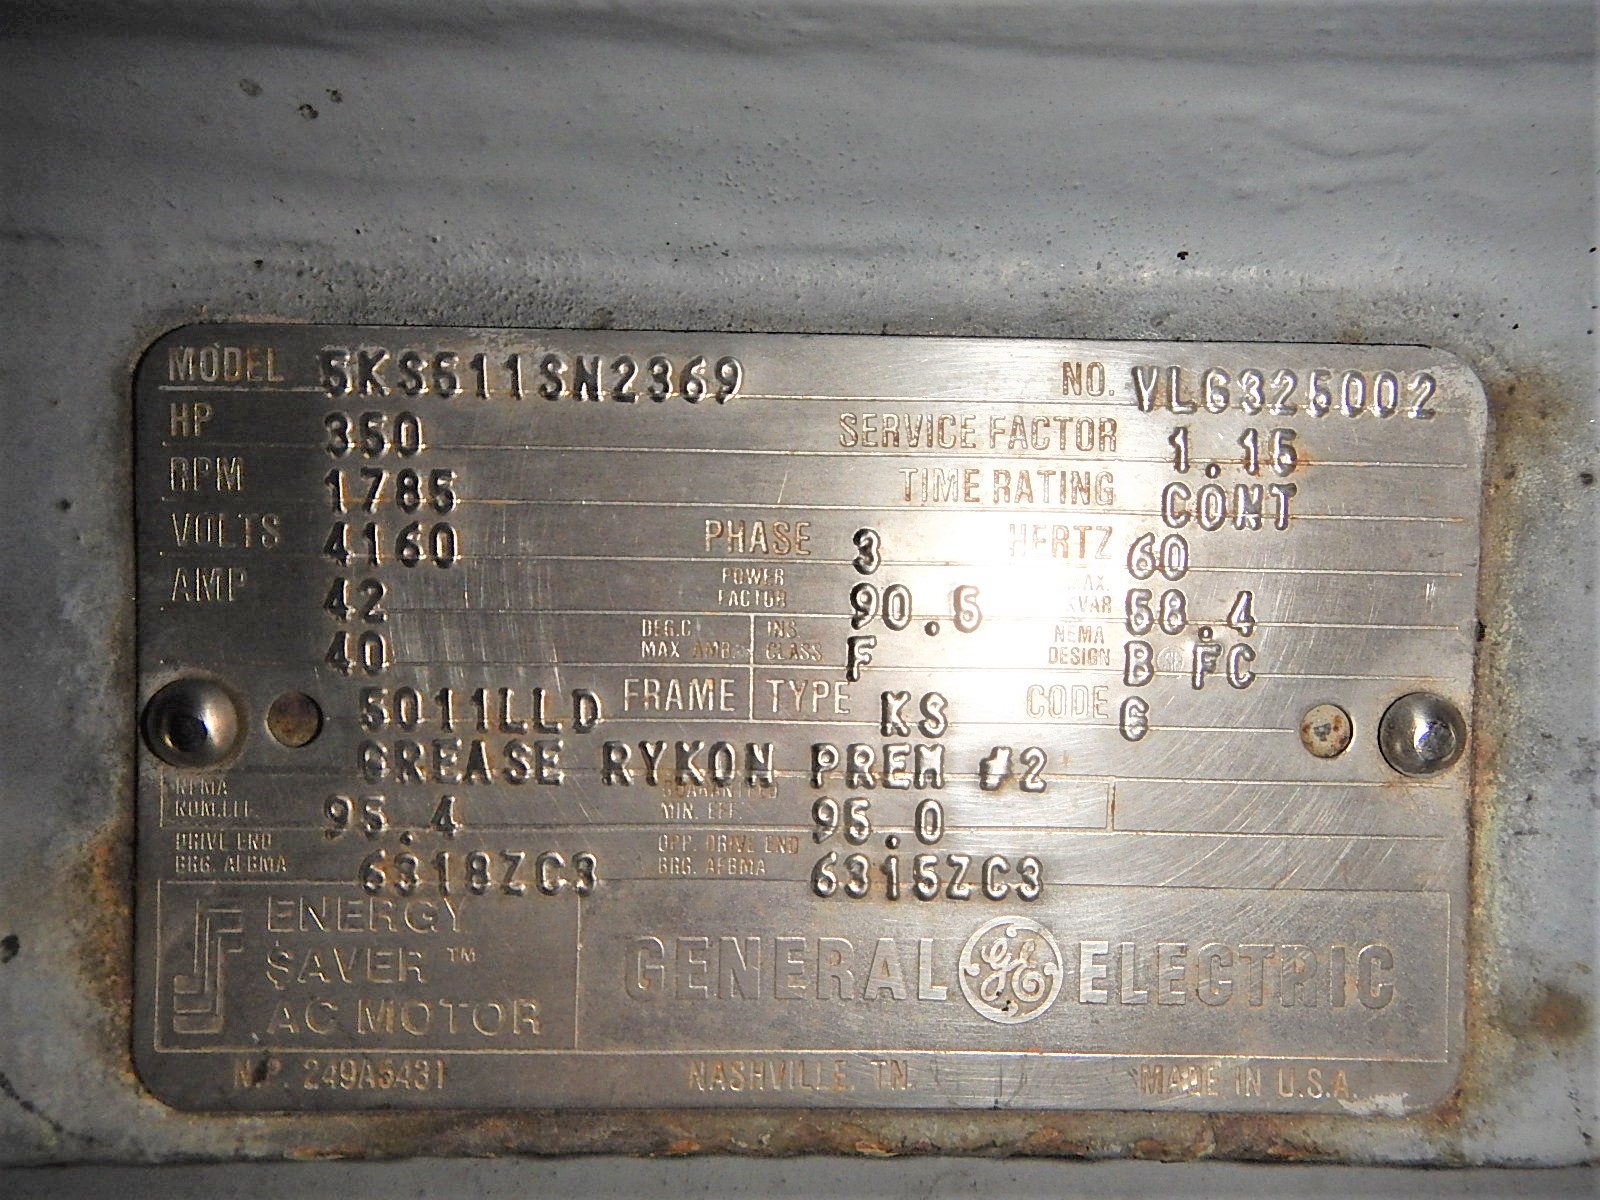 MODEL 5KS511SN2369 NO. YLG325002
HP 350 SERVICE FACTOR 1.15
RPM 1785 TIME RATING CONT
VOLTS 4160 PHASE 3 HERTZ 60
AMP 42 POWER FACTOR 90.5 MAX. KVAR 58.4
40 DEG.C MAX AMB. INS. CLASS F NEMA DESIGN B FC
5011LLD FRAME TYPE KS CODE G
GREASE RYKON PREM #2
NEMA NOM.EFF. 95.4 GUARANTEED MIN. EFF. 95.0
DRIVE END BRG. AFBMA 6318ZC3 OPP. DRIVE END BRG. AFBMA 6315ZC3
ENERGY
$AVER™
AC MOTOR
GENERAL GE ELECTRIC
N.P. 249A5431 NASHVILLE, TN. MADE IN U.S.A.